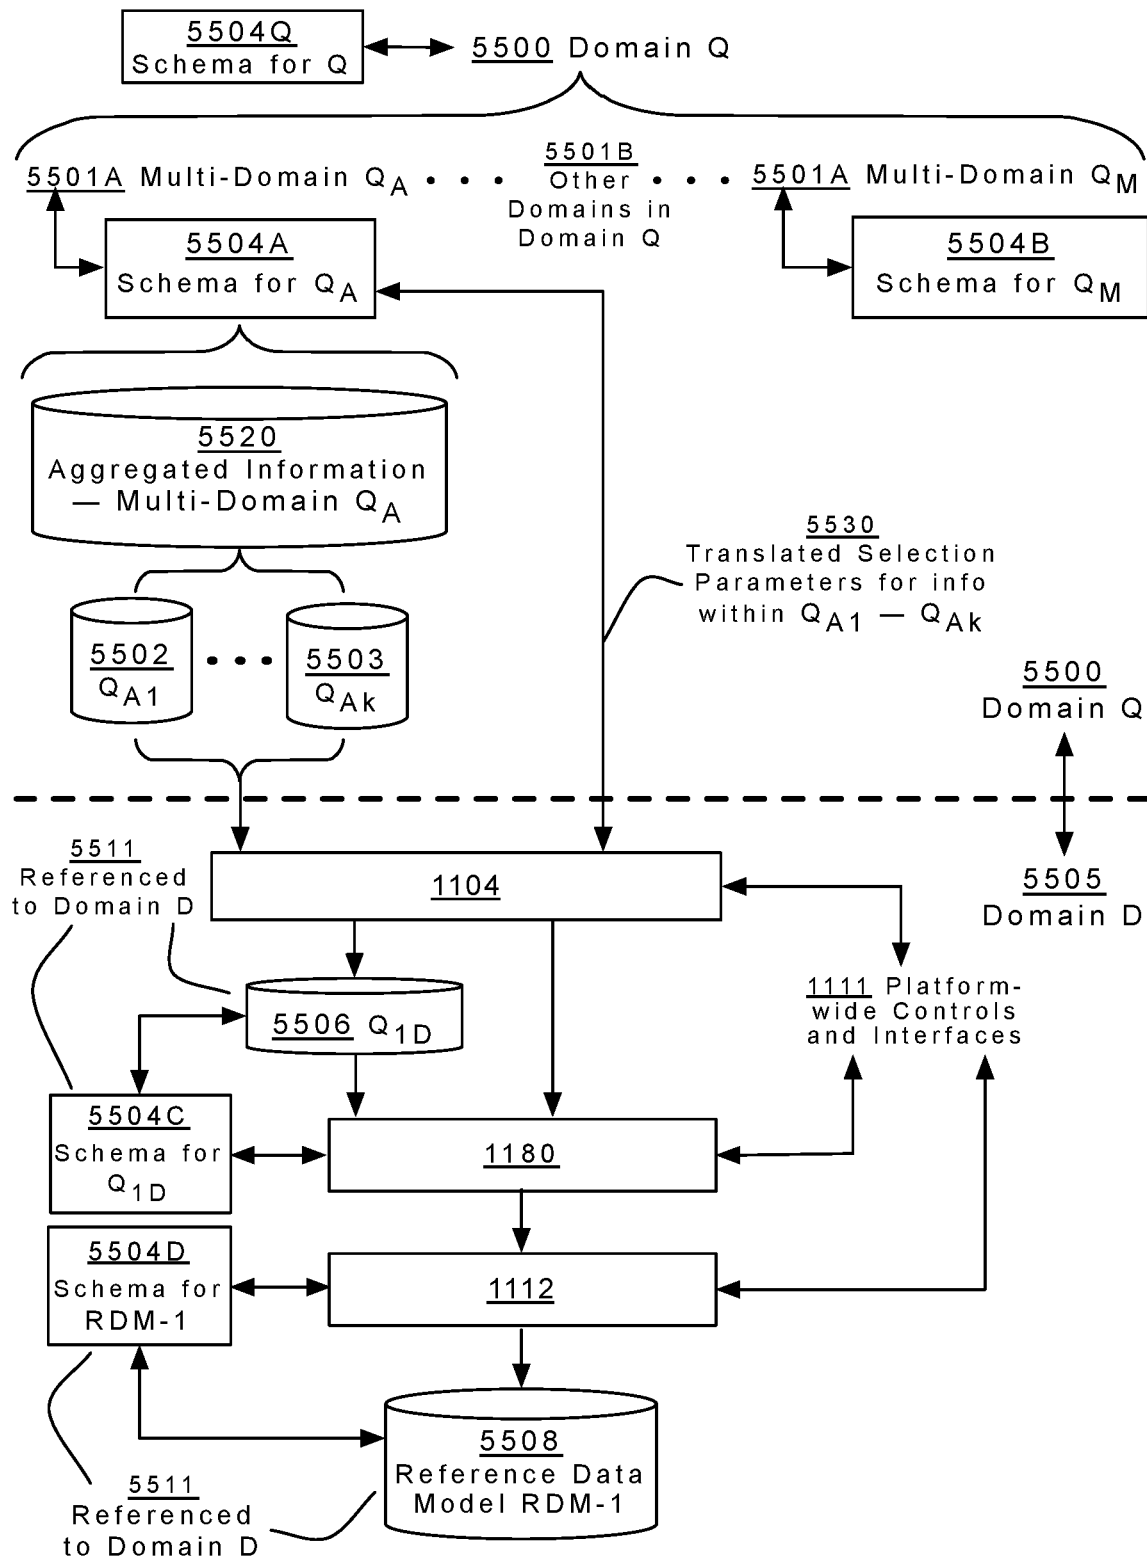 5504Q
Schema for Q
5500 Domain Q
5501A Multi-Domain QA
• • •
5501B
Other
Domains in
Domain Q
• • •
5501A Multi-Domain QM
5504A
Schema for QA
5504B
Schema for QM
5520
Aggregated Information
— Multi-Domain QA
5530
Translated Selection
Parameters for info
within QA1 — QAk
5502
QA1
• • •
5503
QAk
5500
Domain Q
5511
Referenced
to Domain D
1104
5505
Domain D
1111 Platform-
wide Controls
and Interfaces
5506 Q1D
5504C
Schema for
Q1D
1180
5504D
Schema for
RDM-1
1112
5508
Reference Data
Model RDM-1
5511
Referenced
to Domain D